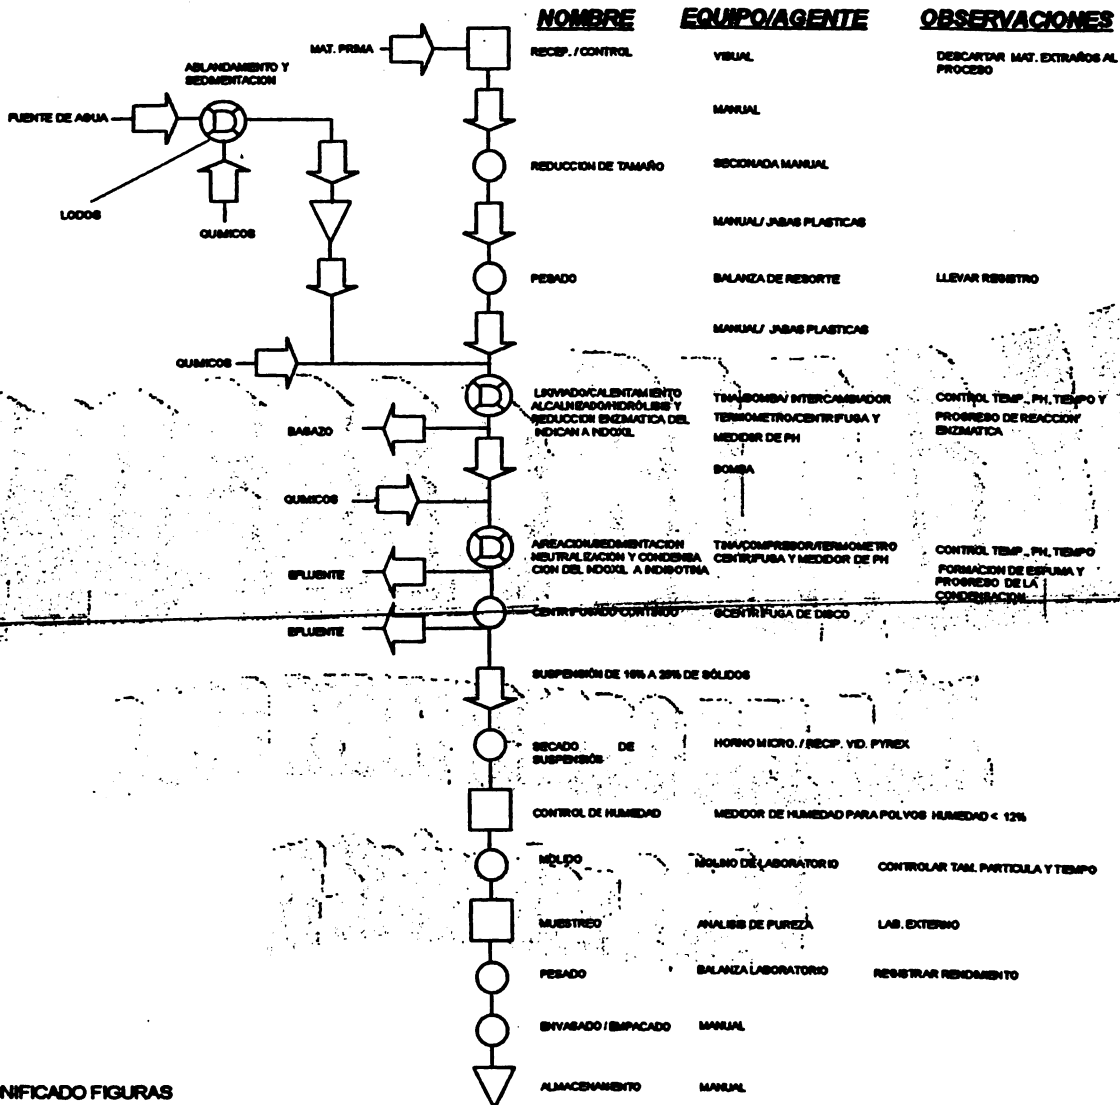 NOMBRE EQUIPO/AGENTE OBSERVACIONES
MAT. PRIMA RECEP. / CONTROL VISUAL DESCARTAR MAT. EXTRAÑOS AL
PROCESO
ABLANDAMIENTO Y
SEDIMENTACION
MANUAL
FUENTE DE AGUA
REDUCCION DE TAMAÑO SECIONADA MANUAL
LODOS
QUIMICOS
MANUAL/ JABAS PLASTICAS
PESADO BALANZA DE RESORTE LLEVAR REGISTRO
MANUAL/ JABAS PLASTICAS
QUIMICOS
LIXIVIADO/CALENTAMIENTO TINA/BOMBA/ INTERCAMBIADOR CONTROL TEMP., PH, TIEMPO Y
ALCALINIZADO/HIDRÓLISIS Y TERMOMETRO/CENTRIFUGA Y PROGRESO DE REACCION
REDUCCION ENZIMATICA DEL MEDIDOR DE PH ENZIMATICA
INDICAN A INDOXIL
BAGAZO
BOMBA
QUIMICOS
AIREACION/SEDIMENTACION TINA/COMPRESOR/TERMOMETRO CONTROL TEMP., PH, TIEMPO
NEUTRALIZACIÓN Y CONDENSA CENTRIFUGA Y MEDIDOR DE PH FORMACION DE ESPUMA Y
CION DEL INDOXIL A INDIGOTINA PROGRESO DE LA
CONDENSACION
EFLUENTE
CENTRIFUGADO CONTINUO CENTRIFUGA DE DISCO
EFLUENTE
SUSPENSIÓN DE A DE SÓLIDOS
SECADO DE HORNO MICRO. / RECIP. VID. PYREX
SUSPENSIÓN
CONTROL DE HUMEDAD MEDIDOR DE HUMEDAD PARA POLVOS HUMEDAD < 12%
MOLIDO MOLINO DE LABORATORIO CONTROLAR TAM. PARTICULA Y TIEMPO
MUESTREO ANALISIS DE PUREZA LAB. EXTERNO
PESADO BALANZA LABORATORIO REGISTRAR RENDIMIENTO
ENVASADO / EMPACADO MANUAL
ALMACENAMIENTO MANUAL
NIFICADO FIGURAS